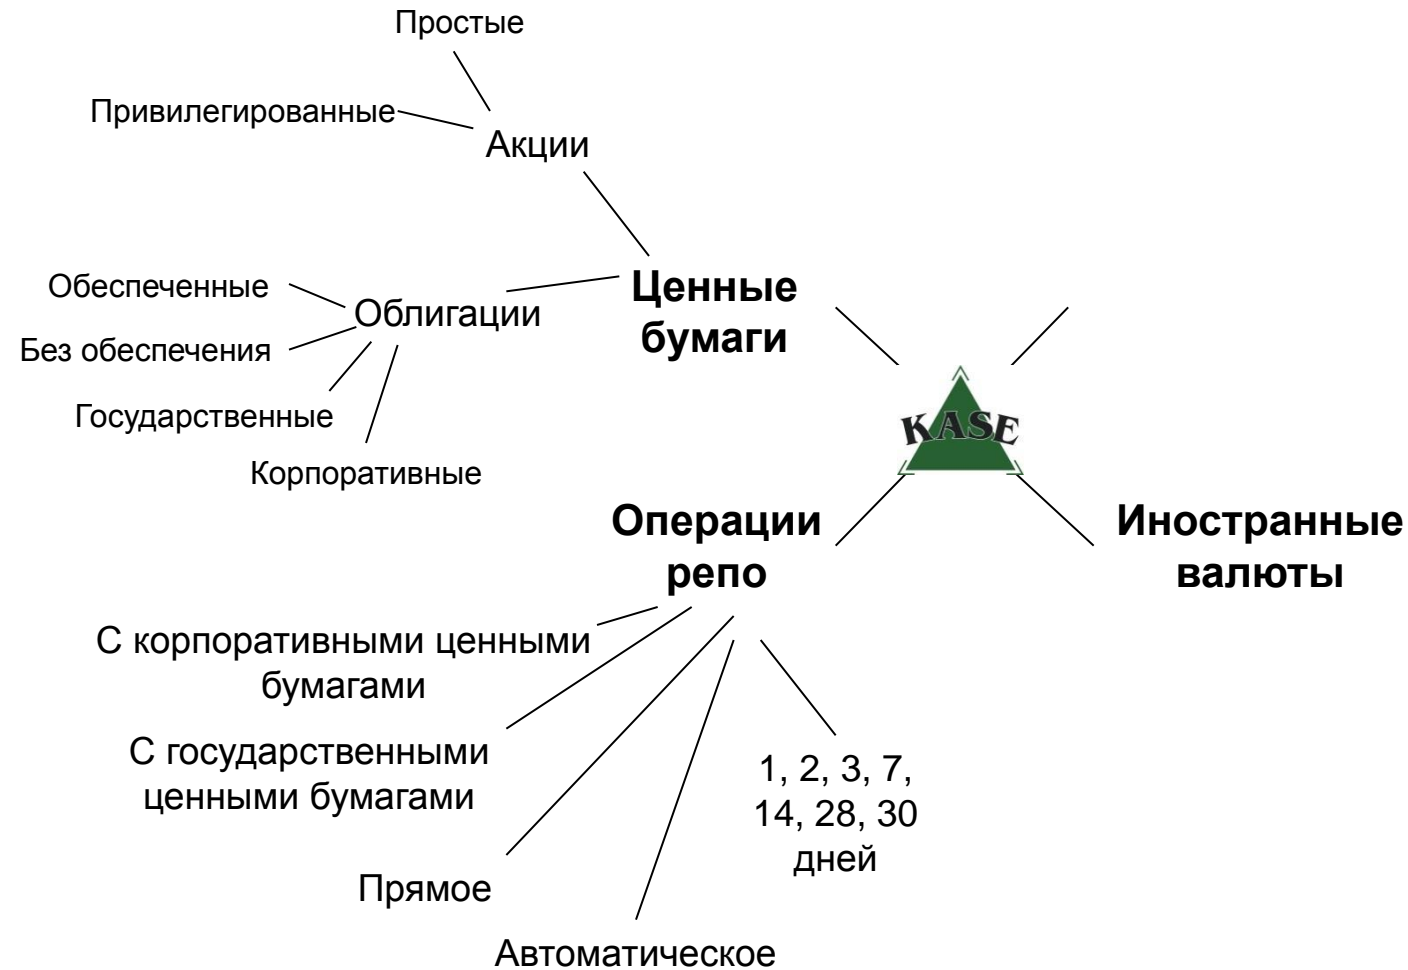 Простые
Привилегированные
Акции
Обеспеченные
Облигации
Без обеспечения
Государственные
Корпоративные
Ценные
бумаги
KASE
Операции
репо
Иностранные
валюты
С корпоративными ценными
бумагами
С государственными
ценными бумагами
Прямое
Автоматическое
1, 2, 3, 7,
14, 28, 30
дней